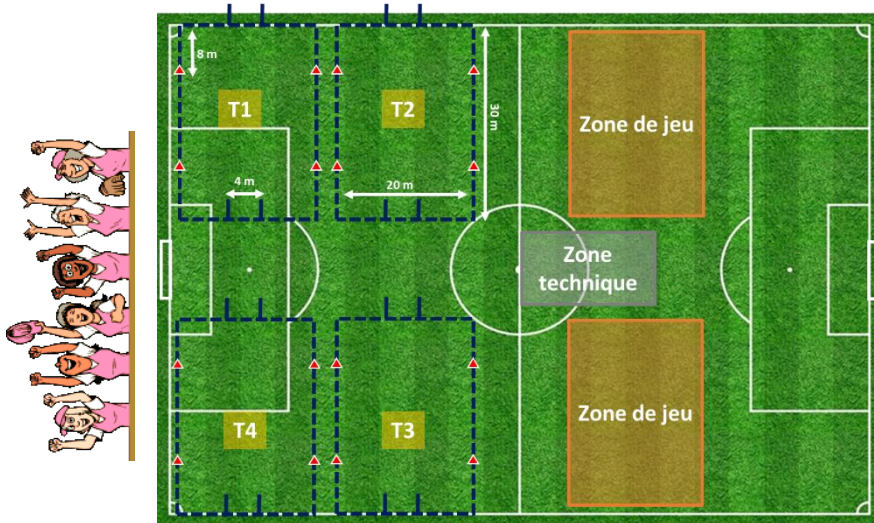 8 m
T1
T2
30 m
Zone de jeu
4 m
20 m
Zone
technique
T4
T3
Zone de jeu